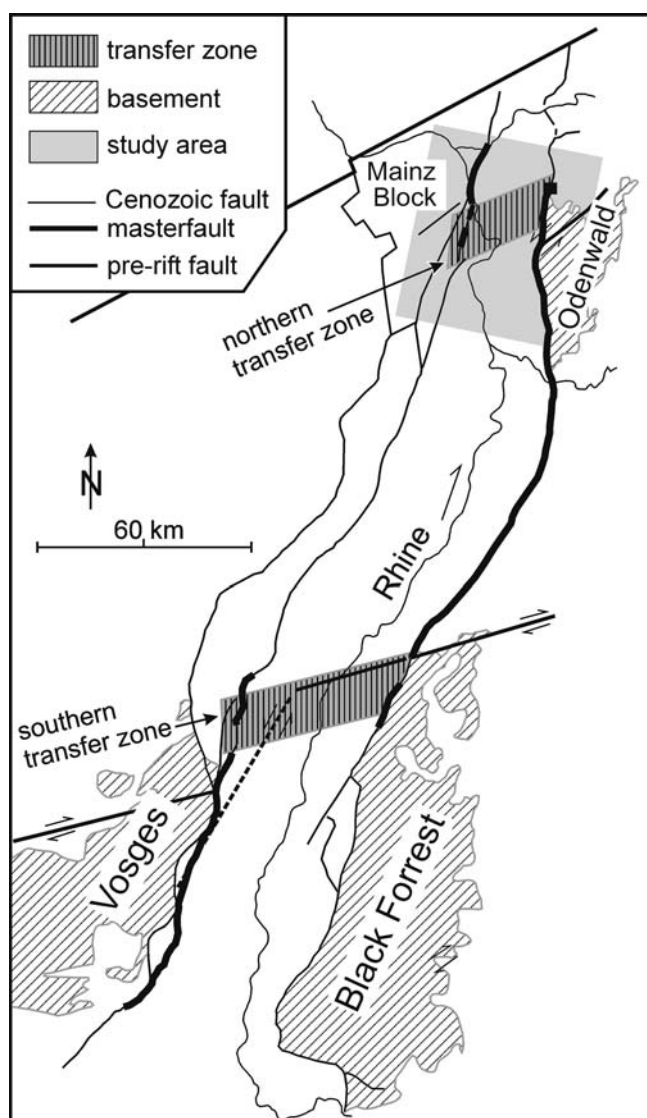 transfer zone
basement
study area
Cenozoic fault
masterfault
pre-rift fault
Mainz
Block
Odenwald
northern
transfer zone
N
60 km
Rhine
southern
transfer zone
Vosges
Black Forrest